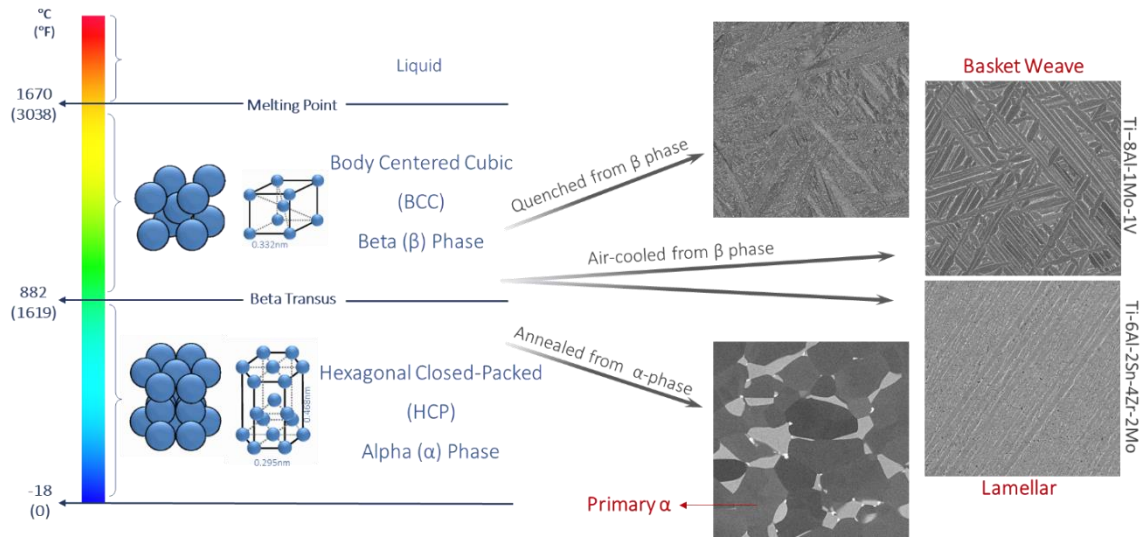 °C
(°F)
Liquid
1670
(3038)
Melting Point
Body Centered Cubic
(BCC)
Beta (β) Phase
0.332nm
882
(1619)
Beta Transus
Hexagonal Closed-Packed
(HCP)
Alpha (α) Phase
0.468nm
0.295nm
-18
(0)
Quenched from β phase
Air-cooled from β phase
Annealed from α-phase
Primary α
Basket Weave
Ti–8Al-1Mo-1V
Ti-6Al-2Sn-4Zr-2Mo
Lamellar